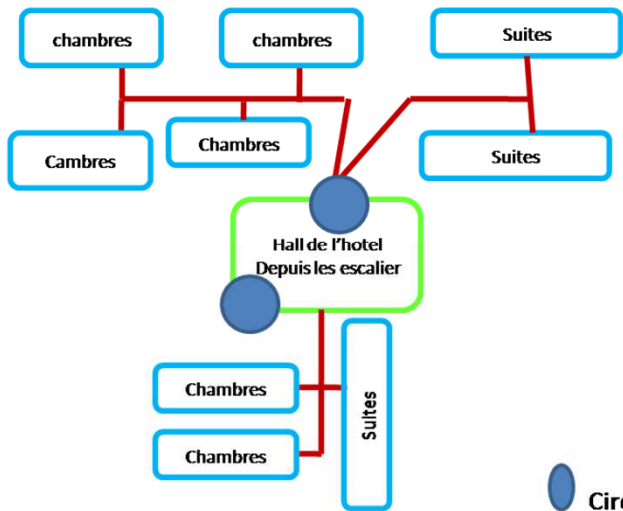 chambres
chambres
Suites
Cambres
Chambres
Suites
Hall de l'hotel
Depuis les escalier
Chambres
Suites
Chambres